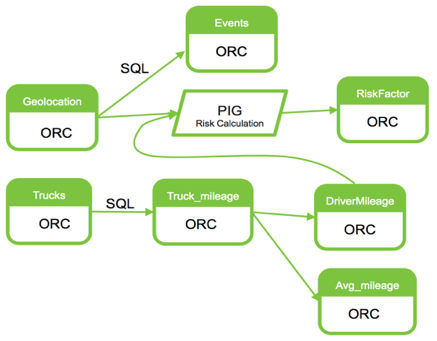 Events
ORC
SQL
Geolocation
ORC
PIG
Risk Calculation
RiskFactor
ORC
Trucks
ORC
SQL
Truck_mileage
ORC
DriverMileage
ORC
Avg_mileage
ORC